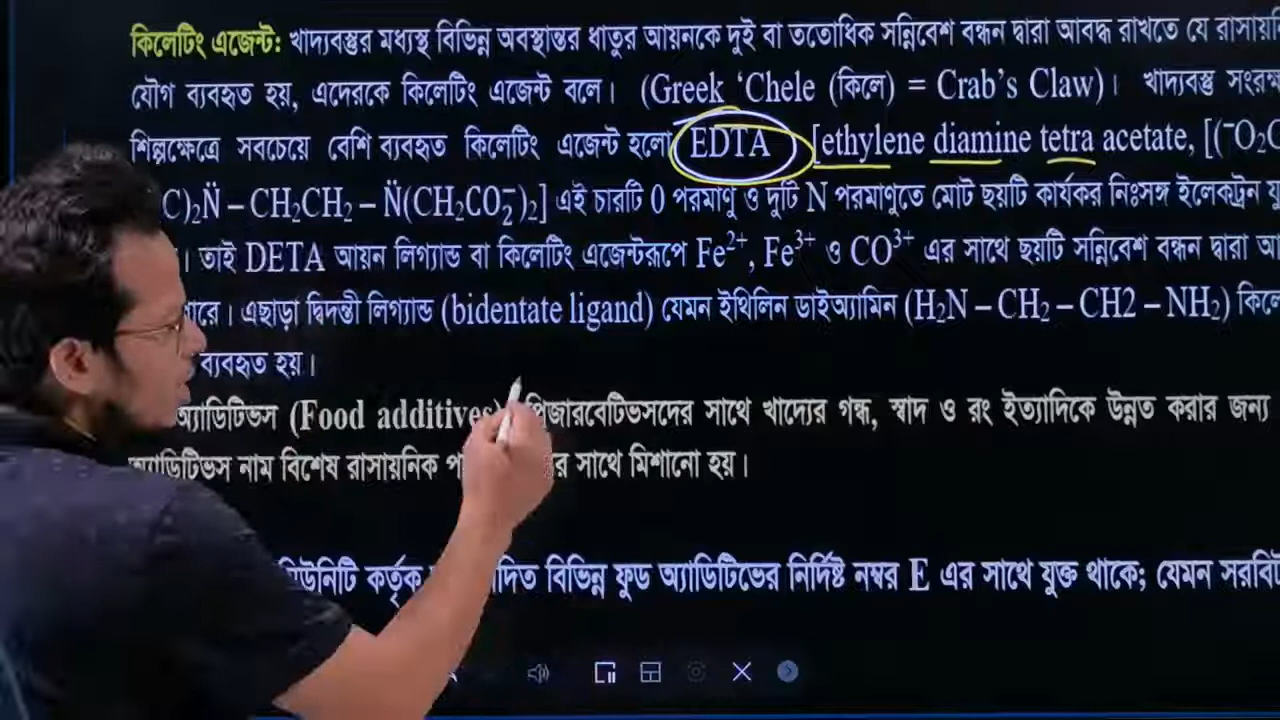 কিলেটিং এজেন্ট: খাদ্যবস্তুর মধ্যস্থ বিভিন্ন অবস্থান্তর ধাতুর আয়নকে দুই বা ততোধিক সন্নিবেশ বন্ধন দ্বারা আবদ্ধ রাখতে যে
যৌগ ব্যবহৃত হয়, এদেরকে কিলেটিং এজেন্ট বলে। (Greek ‘Chele (কিলে) = Crab’s Claw)। খাদ্যবস্তু
শিল্পক্ষেত্রে সবচেয়ে বেশি ব্যবহৃত কিলেটিং এজেন্ট হলো EDTA [ethylene diamine tetra acetate, [(⁻O₂C
C)₂N̈ – CH₂CH₂ – N̈(CH₂CO₂⁻)₂] এই চারটি 0 পরমাণু ও দুটি N পরমাণুতে মোট ছয়টি কার্যকর নিঃসঙ্গ ইলেকট্রন
। তাই DETA আয়ন লিগ্যান্ড বা কিলেটিং এজেন্টরূপে Fe²⁺, Fe³⁺ ও CO³⁺ এর সাথে ছয়টি সন্নিবেশ বন্ধন দ্বারা
। এছাড়া দ্বিদন্তী লিগ্যান্ড (bidentate ligand) যেমন ইথিলিন ডাইঅ্যামিন (H₂N – CH₂ – CH2 – NH₂)
ব্যবহৃত হয়।
অ্যাডিটিভস (Food additives) প্রিজারবেটিভসদের সাথে খাদ্যের গন্ধ, স্বাদ ও রং ইত্যাদিকে উন্নত করার জন্য
অ্যাডিটিভস নাম বিশেষ রাসায়নিক সাথে মিশানো হয়।
কর্তৃক বিভিন্ন ফুড অ্যাডিটিভের নির্দিষ্ট নম্বর E এর সাথে যুক্ত থাকে; যেমন